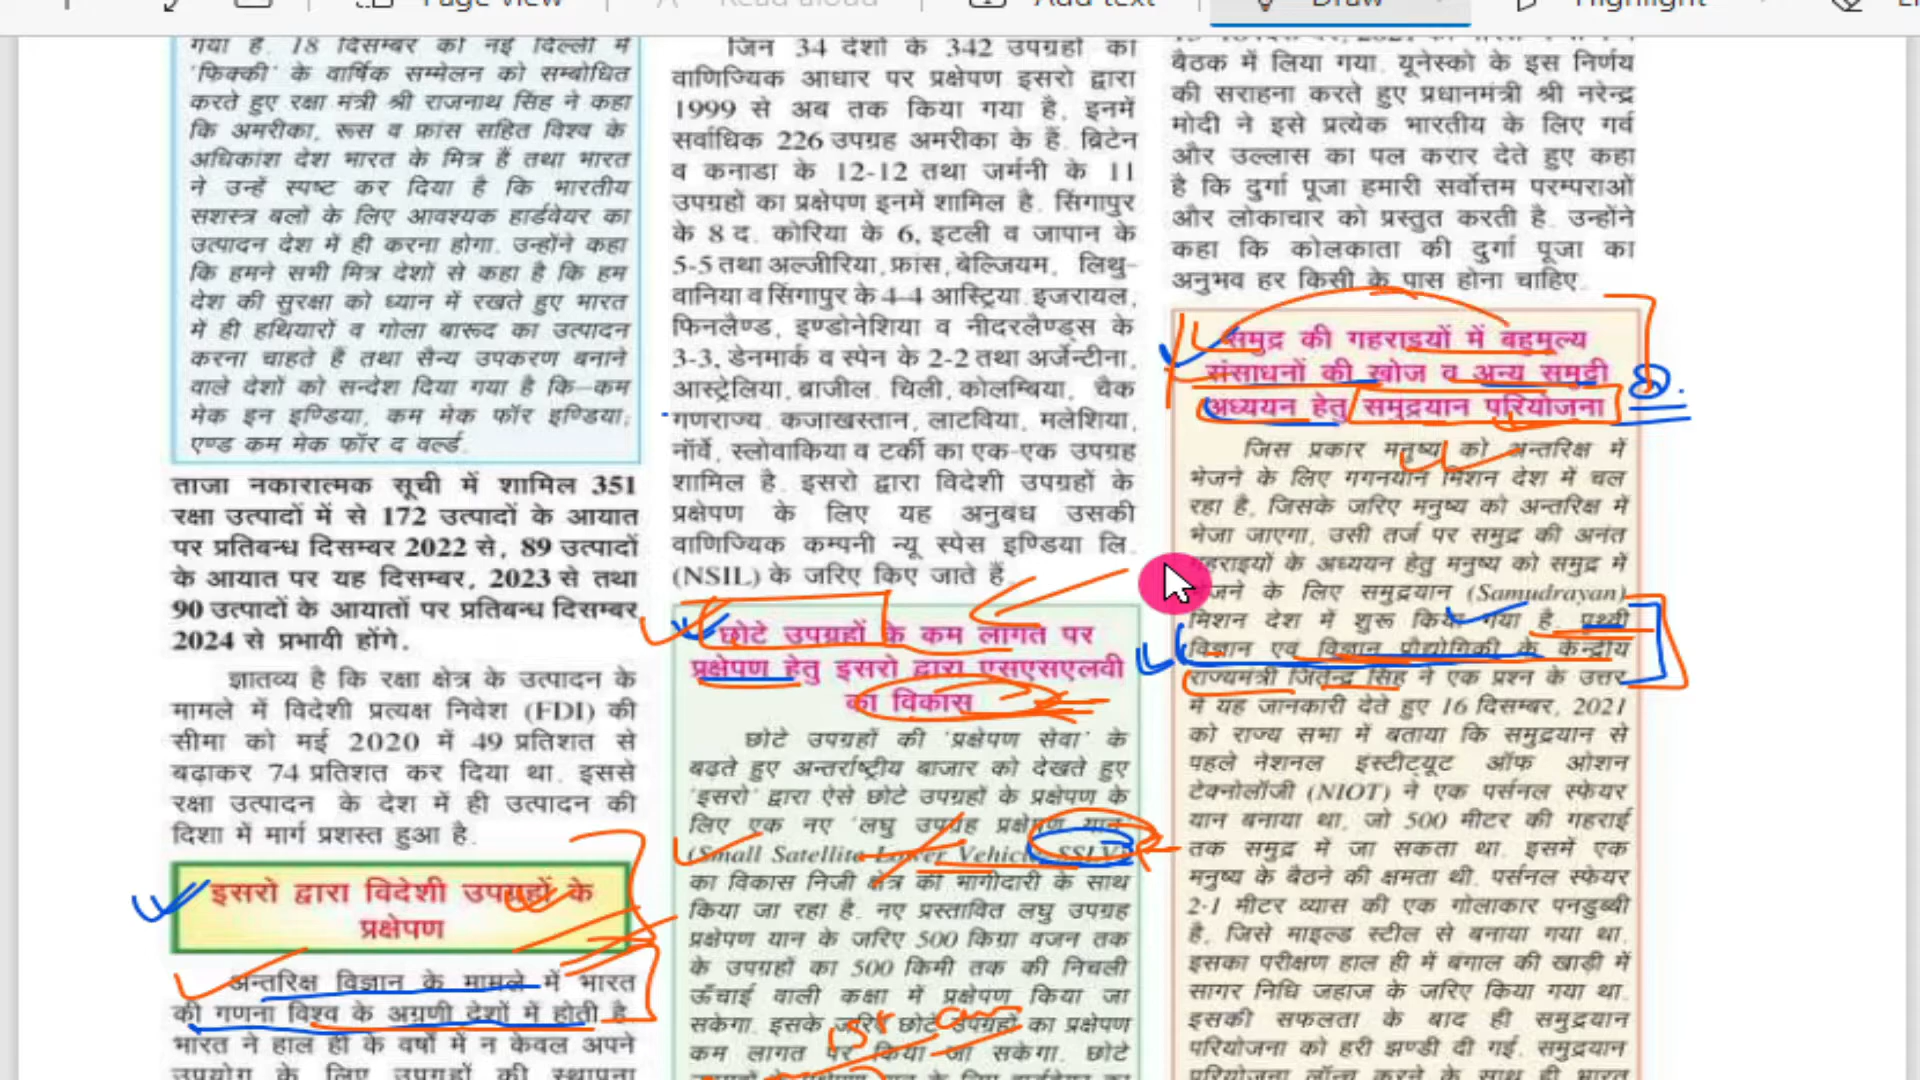 Page view
Read aloud
Add text
Draw
Highlight
गया है. 18 दिसम्बर को नई दिल्ली में
'फिक्की' के वार्षिक सम्मेलन को सम्बोधित
करते हुए रक्षा मंत्री श्री राजनाथ सिंह ने कहा
कि अमरीका, रूस व फ्रांस सहित विश्व के
अधिकांश देश भारत के मित्र हैं तथा भारत
ने उन्हें स्पष्ट कर दिया है कि भारतीय
सशस्त्र बलों के लिए आवश्यक हार्डवेयर का
उत्पादन देश में ही करना होगा. उन्होंने कहा
कि हमने सभी मित्र देशों से कहा है कि हम
देश की सुरक्षा को ध्यान में रखते हुए भारत
में ही हथियारों व गोला बारूद का उत्पादन
करना चाहते हैं तथा सैन्य उपकरण बनाने
वाले देशों को सन्देश दिया गया है कि–कम
मेक इन इण्डिया, कम मेक फॉर इण्डिया;
एण्ड कम मेक फॉर द वर्ल्ड.
ताजा नकारात्मक सूची में शामिल 351
रक्षा उत्पादों में से 172 उत्पादों के आयात
पर प्रतिबन्ध दिसम्बर 2022 से, 89 उत्पादों
के आयात पर यह दिसम्बर, 2023 से तथा
90 उत्पादों के आयातों पर प्रतिबन्ध दिसम्बर
2024 से प्रभावी होंगे.
ज्ञातव्य है कि रक्षा क्षेत्र के उत्पादन के
मामले में विदेशी प्रत्यक्ष निवेश (FDI) की
सीमा को मई 2020 में 49 प्रतिशत से
बढ़ाकर 74 प्रतिशत कर दिया था. इससे
रक्षा उत्पादन के देश में ही उत्पादन की
दिशा में मार्ग प्रशस्त हुआ है.
इसरो द्वारा विदेशी उपग्रहों के
प्रक्षेपण
अन्तरिक्ष विज्ञान के मामले में भारत
की गणना विश्व के अग्रणी देशों में होती है.
भारत ने हाल ही के वर्षों में न केवल अपने
उपयोग के लिए उपग्रहों की स्थापना
जिन 34 देशों के 342 उपग्रहों का
वाणिज्यिक आधार पर प्रक्षेपण इसरो द्वारा
1999 से अब तक किया गया है, इनमें
सर्वाधिक 226 उपग्रह अमरीका के हैं. ब्रिटेन
व कनाडा के 12-12 तथा जर्मनी के 11
उपग्रहों का प्रक्षेपण इनमें शामिल है. सिंगापुर
के 8 द. कोरिया के 6, इटली व जापान के
5-5 तथा अल्जीरिया, फ्रांस, बेल्जियम, लिथु-
वानिया व सिंगापुर के 4-4 आस्ट्रिया. इजरायल,
फिनलैण्ड, इण्डोनेशिया व नीदरलैण्ड्स के
3-3, डेनमार्क व स्पेन के 2-2 तथा अर्जेन्टीना,
आस्ट्रेलिया, ब्राजील. चिली, कोलम्बिया, चैक
गणराज्य. कजाखस्तान, लाटविया, मलेशिया,
नॉर्वे, स्लोवाकिया व टर्की का एक-एक उपग्रह
शामिल है. इसरो द्वारा विदेशी उपग्रहों के
प्रक्षेपण के लिए यह अनुबंध उसकी
वाणिज्यिक कम्पनी न्यू स्पेस इण्डिया लि.
(NSIL) के जरिए किए जाते हैं.
छोटे उपग्रहों के कम लागत पर
प्रक्षेपण हेतु इसरो द्वारा एसएसएलवी
का विकास
छोटे उपग्रहों की 'प्रक्षेपण सेवा' के
बढ़ते हुए अन्तर्राष्ट्रीय बाजार को देखते हुए
'इसरो' द्वारा ऐसे छोटे उपग्रहों के प्रक्षेपण के
लिए एक नए 'लघु उपग्रह प्रक्षेपण यान'
(Small Satellite Lower Vehicle, SSLV)
का विकास निजी क्षेत्र की भागीदारी के साथ
किया जा रहा है. नए प्रस्तावित लघु उपग्रह
प्रक्षेपण यान के जरिए 500 किग्रा वजन तक
के उपग्रहों का 500 किमी तक की निचली
ऊँचाई वाली कक्षा में प्रक्षेपण किया जा
सकेगा. इसके जरिए छोटे उपग्रहों का प्रक्षेपण
कम लागत पर किया जा सकेगा. छोटे
बैठक में लिया गया. यूनेस्को के इस निर्णय
की सराहना करते हुए प्रधानमंत्री श्री नरेन्द्र
मोदी ने इसे प्रत्येक भारतीय के लिए गर्व
और उल्लास का पल करार देते हुए कहा
है कि दुर्गा पूजा हमारी सर्वोत्तम परम्पराओं
और लोकाचार को प्रस्तुत करती है. उन्होंने
कहा कि कोलकाता की दुर्गा पूजा का
अनुभव हर किसी के पास होना चाहिए.
समुद्र की गहराइयों में बहुमूल्य
संसाधनों की खोज व अन्य समुद्री
अध्ययन हेतु समुद्रयान परियोजना
जिस प्रकार मनुष्य को अन्तरिक्ष में
भेजने के लिए गगनयान मिशन देश में चल
रहा है, जिसके जरिए मनुष्य को अन्तरिक्ष में
भेजा जाएगा, उसी तर्ज पर समुद्र की अनंत
गहराइयों के अध्ययन हेतु मनुष्य को समुद्र में
भेजने के लिए समुद्रयान (Samudrayan)
मिशन देश में शुरू किया गया है. पृथ्वी
विज्ञान एवं विज्ञान प्रौद्योगिकी के केन्द्रीय
राज्यमंत्री जितेन्द्र सिंह ने एक प्रश्न के उत्तर
में यह जानकारी देते हुए 16 दिसम्बर, 2021
को राज्य सभा में बताया कि समुद्रयान से
पहले नेशनल इंस्टीट्यूट ऑफ ओशन
टेक्नोलॉजी (NIOT) ने एक पर्सनल स्फेयर
यान बनाया था, जो 500 मीटर की गहराई
तक समुद्र में जा सकता था. इसमें एक
मनुष्य के बैठने की क्षमता थी. पर्सनल स्फेयर
2·1 मीटर व्यास की एक गोलाकार पनडुब्बी
है, जिसे माइल्ड स्टील से बनाया गया था.
इसका परीक्षण हाल ही में बंगाल की खाड़ी में
सागर निधि जहाज के जरिए किया गया था.
इसकी सफलता के बाद ही समुद्रयान
परियोजना को हरी झण्डी दी गई. समुद्रयान
परियोजना लॉन्च करने के साथ ही भारत